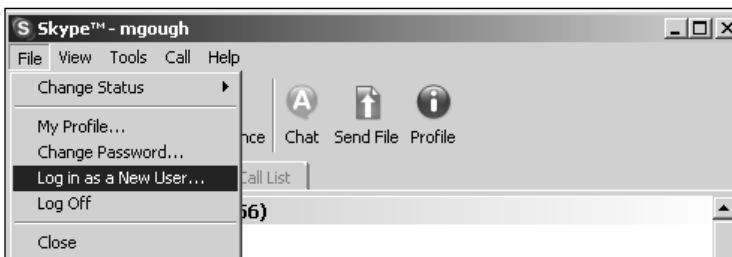 S Skype™ - mgough
File View Tools Call Help
Change Status
My Profile...
Change Password...
Log in as a New User...
Log Off
Close
nce Chat Send File Profile
Call List
56)